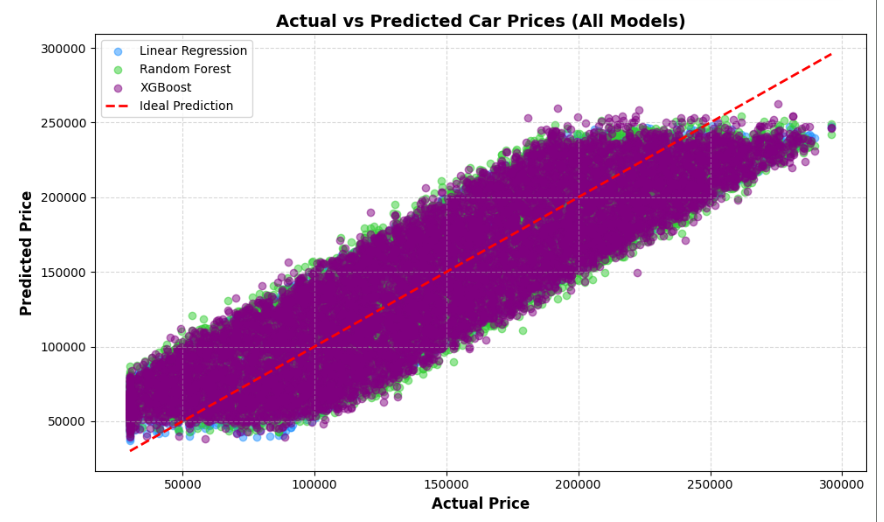 Actual vs Predicted Car Prices (All Models)
Linear Regression
Random Forest
XGBoost
Ideal Prediction
300000
250000
200000
150000
100000
50000
Predicted Price
50000
100000
150000
200000
250000
300000
Actual Price